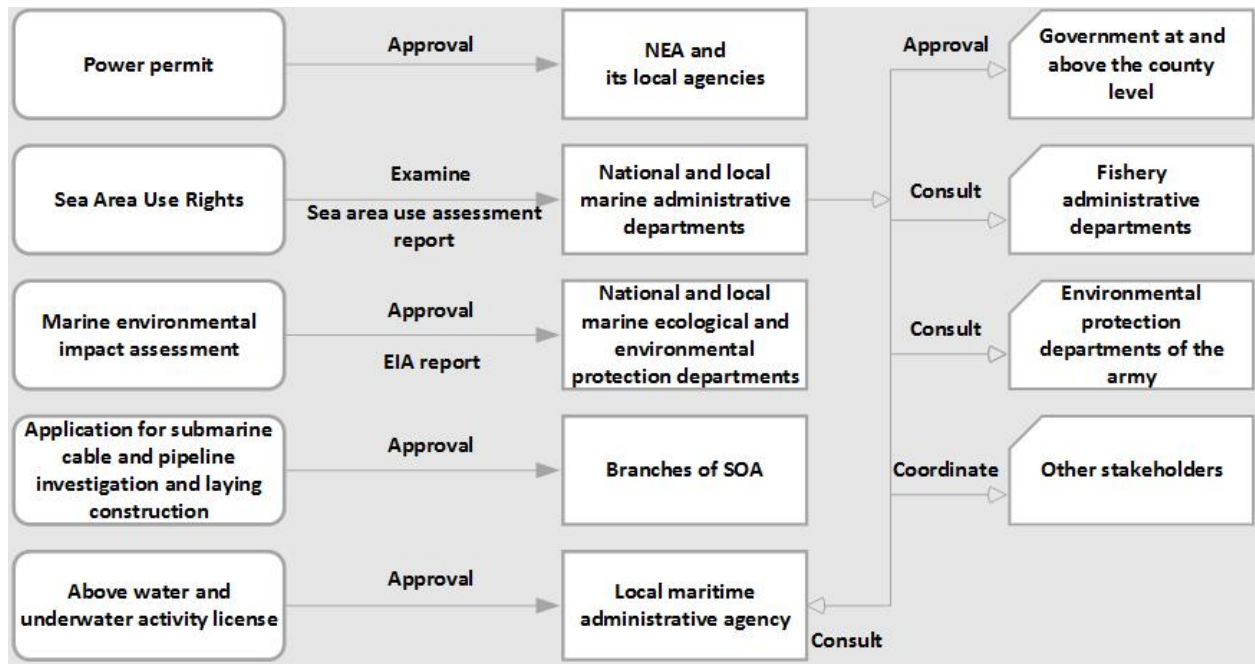 Power permit
Approval
NEA and
its local agencies
Approval
Government at and
above the county
level
Sea Area Use Rights
Examine
Sea area use assessment
report
National and local
marine administrative
departments
Consult
Fishery
administrative
departments
Marine environmental
impact assessment
Approval
EIA report
National and local
marine ecological and
environmental
protection departments
Consult
Environmental
protection
departments of the
army
Application for submarine
cable and pipeline
investigation and laying
construction
Approval
Branches of SOA
Coordinate
Other stakeholders
Above water and
underwater activity license
Approval
Local maritime
administrative agency
Consult